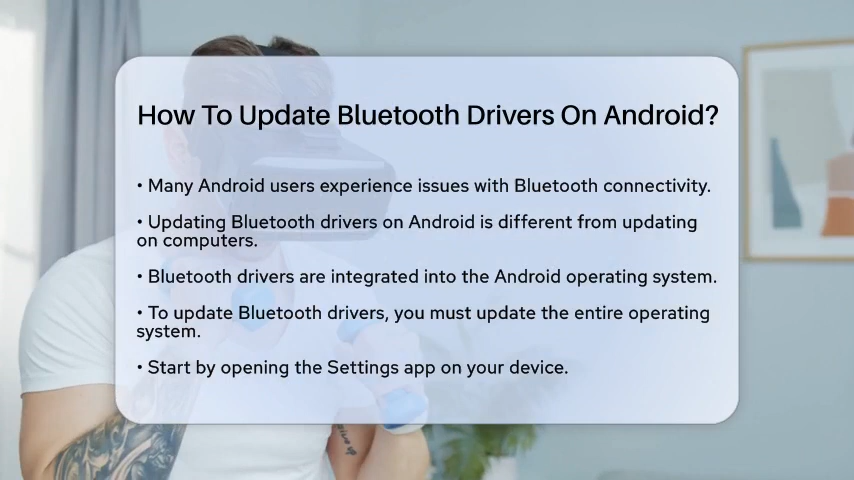 How To Update Bluetooth Drivers On Android?
• Many Android users experience issues with Bluetooth connectivity.
• Updating Bluetooth drivers on Android is different from updating
on computers.
• Bluetooth drivers are integrated into the Android operating system.
• To update Bluetooth drivers, you must update the entire operating
system.
• Start by opening the Settings app on your device.